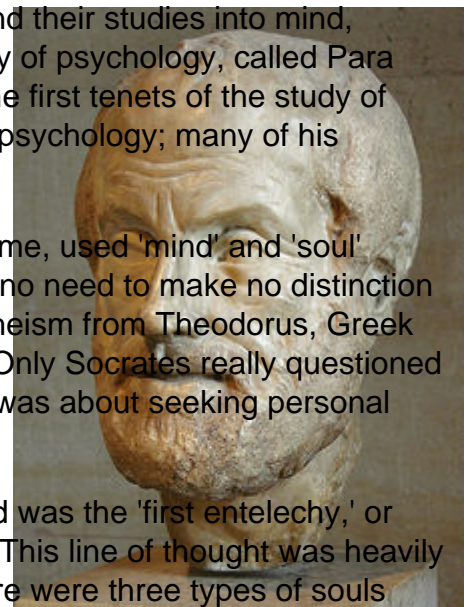 nd their studies into mind,
y of psychology, called Para
e first tenets of the study of
psychology; many of his
me, used 'mind' and 'soul'
no need to make no distinction
heism from Theodorus, Greek
Only Socrates really questioned
was about seeking personal
d was the 'first entelechy,' or
This line of thought was heavily
re were three types of souls